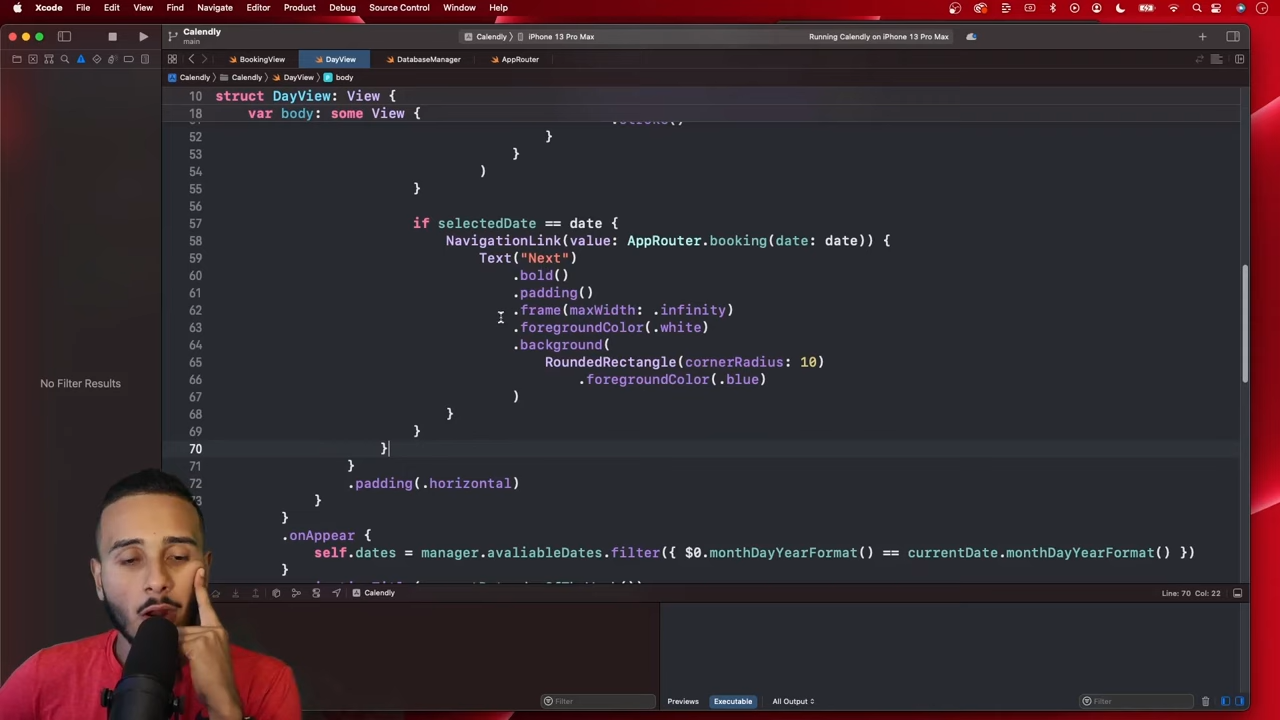 Xcode File Edit View Find Navigate Editor Product Debug Source Control Window Help
Calendly
main
Calendly iPhone 13 Pro Max
Running Calendly on iPhone 13 Pro Max
BookingView DayView DatabaseManager AppRouter
Calendly Calendly DayView body
10 struct DayView: View {
18 var body: some View {
52 }
53 }
54 )
55 }
56
57 if selectedDate == date {
58 NavigationLink(value: AppRouter.booking(date: date)) {
59 Text("Next")
60 .bold()
61 .padding()
62 .frame(maxWidth: .infinity)
63 .foregroundColor(.white)
64 .background(
65 RoundedRectangle(cornerRadius: 10)
66 .foregroundColor(.blue)
67 )
68 }
69 }
70 }
71 }
72 .padding(.horizontal)
73 }
}
.onAppear {
self.dates = manager.avaliableDates.filter({ $0.monthDayYearFormat() == currentDate.monthDayYearFormat() })
}
No Filter Results
Calendly
Line: 70 Col: 22
Filter
Previews Executable All Output
Filter